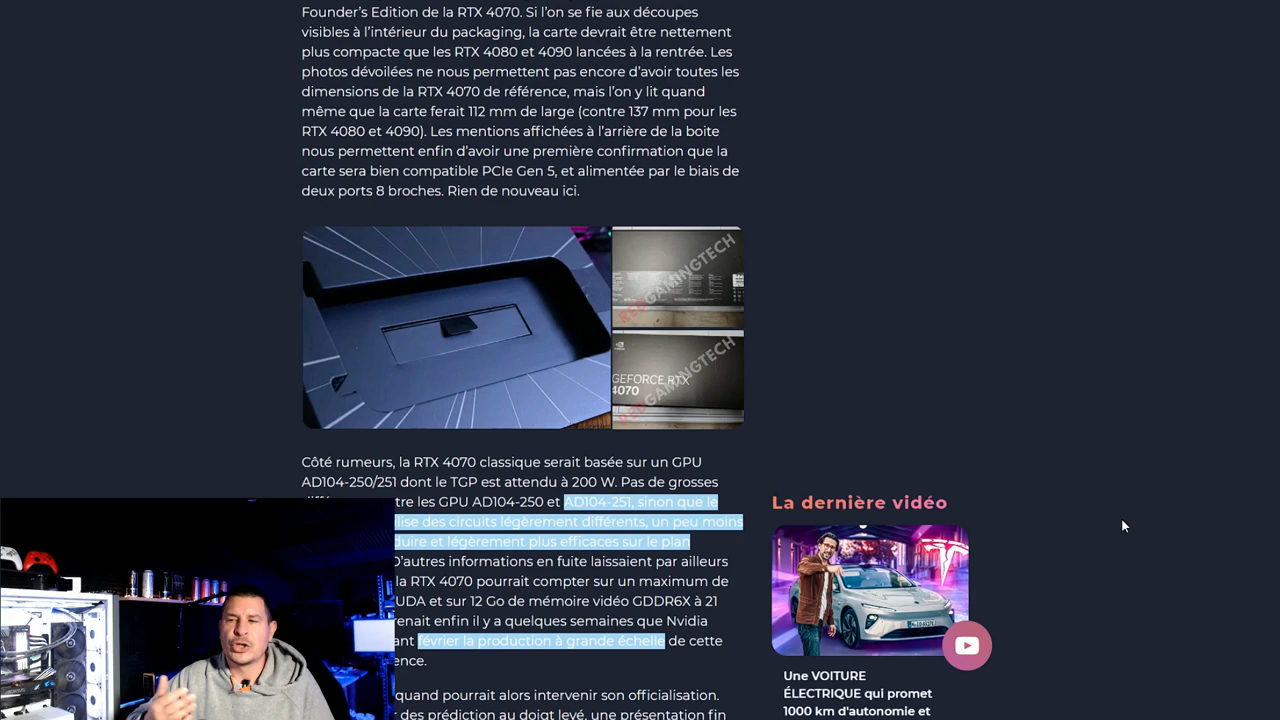 Founder’s Edition de la RTX 4070. Si l’on se fie aux découpes
visibles à l’intérieur du packaging, la carte devrait être nettement
plus compacte que les RTX 4080 et 4090 lancées à la rentrée. Les
photos dévoilées ne nous permettent pas encore d’avoir toutes les
dimensions de la RTX 4070 de référence, mais l’on y lit quand
même que la carte ferait 112 mm de large (contre 137 mm pour les
RTX 4080 et 4090). Les mentions affichées à l’arrière de la boite
nous permettent enfin d’avoir une première confirmation que la
carte sera bien compatible PCIe Gen 5, et alimentée par le biais de
deux ports 8 broches. Rien de nouveau ici.
REDGAMINGTECH
REDGAMINGTECH
GEFORCE RTX
4070
Côté rumeurs, la RTX 4070 classique serait basée sur un GPU
AD104-250/251 dont le TGP est attendu à 200 W. Pas de grosses
tre les GPU AD104-250 et AD104-251, sinon que le
lise des circuits légèrement différents, un peu moins
duire et légèrement plus efficaces sur le plan
D’autres informations en fuite laissaient par ailleurs
la RTX 4070 pourrait compter sur un maximum de
UDA et sur 12 Go de mémoire vidéo GDDR6X à 21
renait enfin il y a quelques semaines que Nvidia
ant février la production à grande échelle de cette
ence.
quand pourrait alors intervenir son officialisation.
r des prédiction au doigt levé, une présentation fin
La dernière vidéo
Une VOITURE
ÉLECTRIQUE qui promet
1000 km d'autonomie et